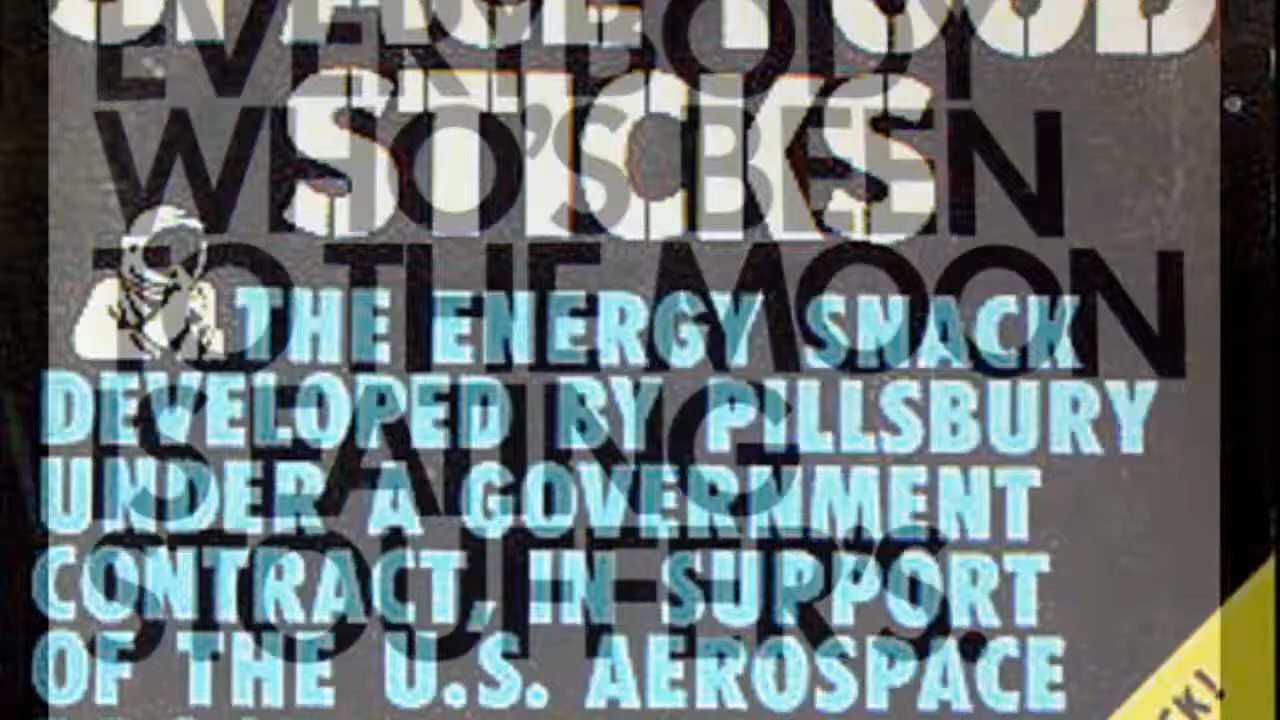 SPACE FOOD
STICKS
THE ENERGY SNACK
DEVELOPED BY PILLSBURY
UNDER A GOVERNMENT
CONTRACT, IN SUPPORT
OF THE U.S. AEROSPACE
EVERYBODY
WHO'S BEEN
TO THE MOON
IS EATING
STOUFFER'S.